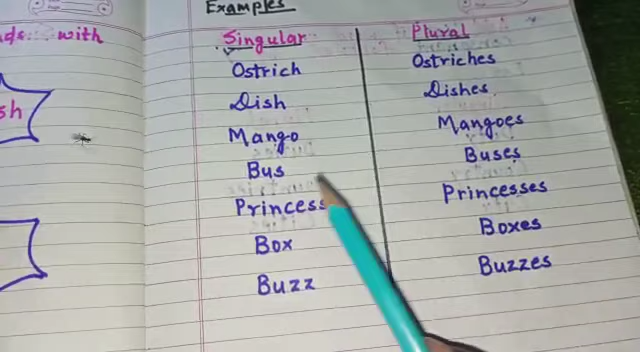 Examples
ds with
sh
Singular Plural
Ostrich Ostriches
Dish Dishes
Mango Mangoes
Bus Buses
Princess Princesses
Box Boxes
Buzz Buzzes